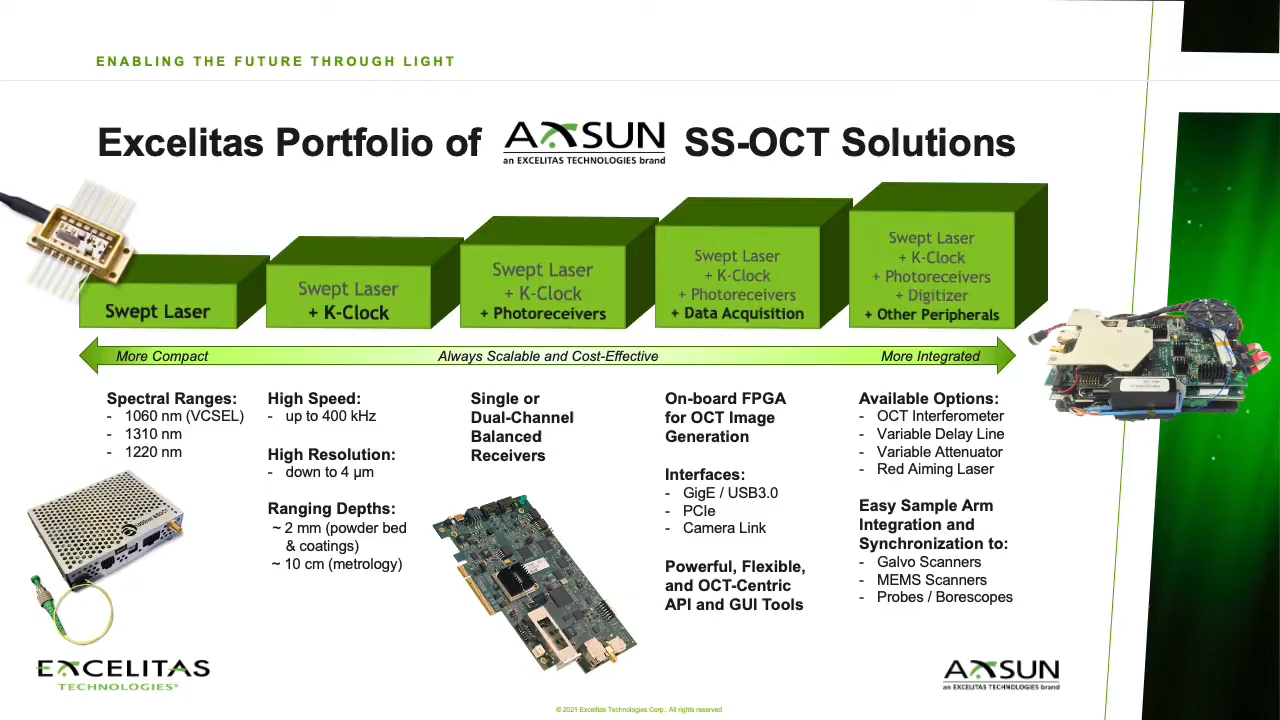 ENABLING THE FUTURE THROUGH LIGHT
Excelitas Portfolio of AXSUN SS-OCT Solutions
an EXCELITAS TECHNOLOGIES brand
Swept Laser
Swept Laser
+ K-Clock
Swept Laser
+ K-Clock
+ Photoreceivers
Swept Laser
+ K-Clock
+ Photoreceivers
+ Data Acquisition
Swept Laser
+ K-Clock
+ Photoreceivers
+ Digitizer
+ Other Peripherals
More Compact
Always Scalable and Cost-Effective
More Integrated
Spectral Ranges:
- 1060 nm (VCSEL)
- 1310 nm
- 1220 nm
High Speed:
- up to 400 kHz
High Resolution:
- down to 4 µm
Ranging Depths:
~ 2 mm (powder bed
& coatings)
~ 10 cm (metrology)
Single or
Dual-Channel
Balanced
Receivers
On-board FPGA
for OCT Image
Generation
Interfaces:
- GigE / USB3.0
- PCIe
- Camera Link
Powerful, Flexible,
and OCT-Centric
API and GUI Tools
Available Options:
- OCT Interferometer
- Variable Delay Line
- Variable Attenuator
- Red Aiming Laser
Easy Sample Arm
Integration and
Synchronization to:
- Galvo Scanners
- MEMS Scanners
- Probes / Borescopes
EXCELITAS
TECHNOLOGIES®
AXSUN
an EXCELITAS TECHNOLOGIES brand
© 2021 Excelitas Technologies Corp., All rights reserved